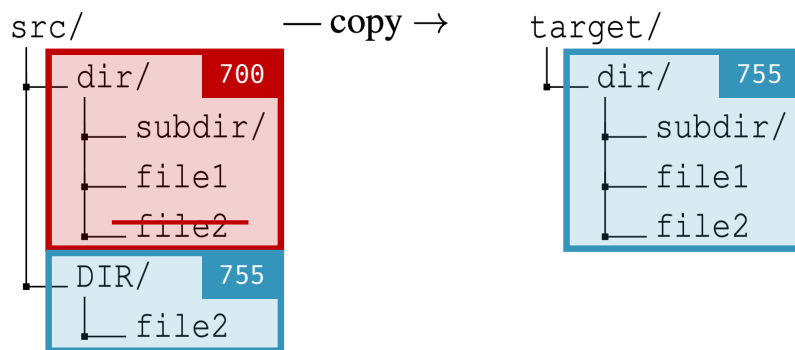 src/
— copy →
target/
dir/ 700
subdir/
file1
file2
DIR/ 755
file2
dir/ 755
subdir/
file1
file2